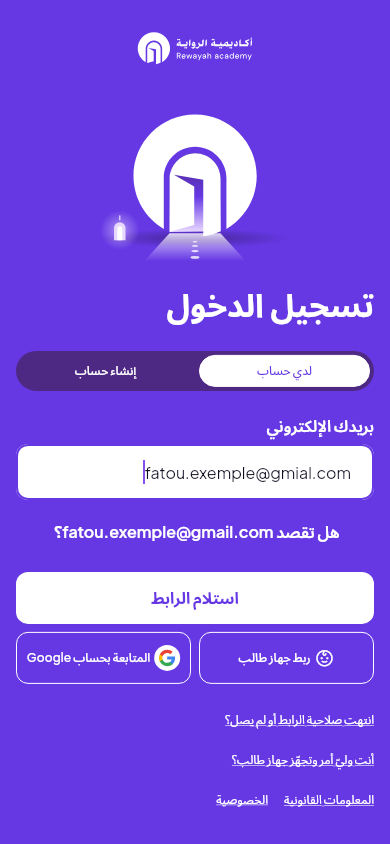 أكاديمية الرواية
Rewayah academy
تسجيل الدخول
لدي حساب
إنشاء حساب
بريدك الإلكتروني
fatou.exemple@gmial.com
هل تقصد fatou.exemple@gmail.com؟
استلام الرابط
ربط جهاز طالب
المتابعة بحساب Google
انتهت صلاحية الرابط أو لم يصل؟
أنت وليّ أمر وتجهّز جهاز طالب؟
المعلومات القانونية
الخصوصية